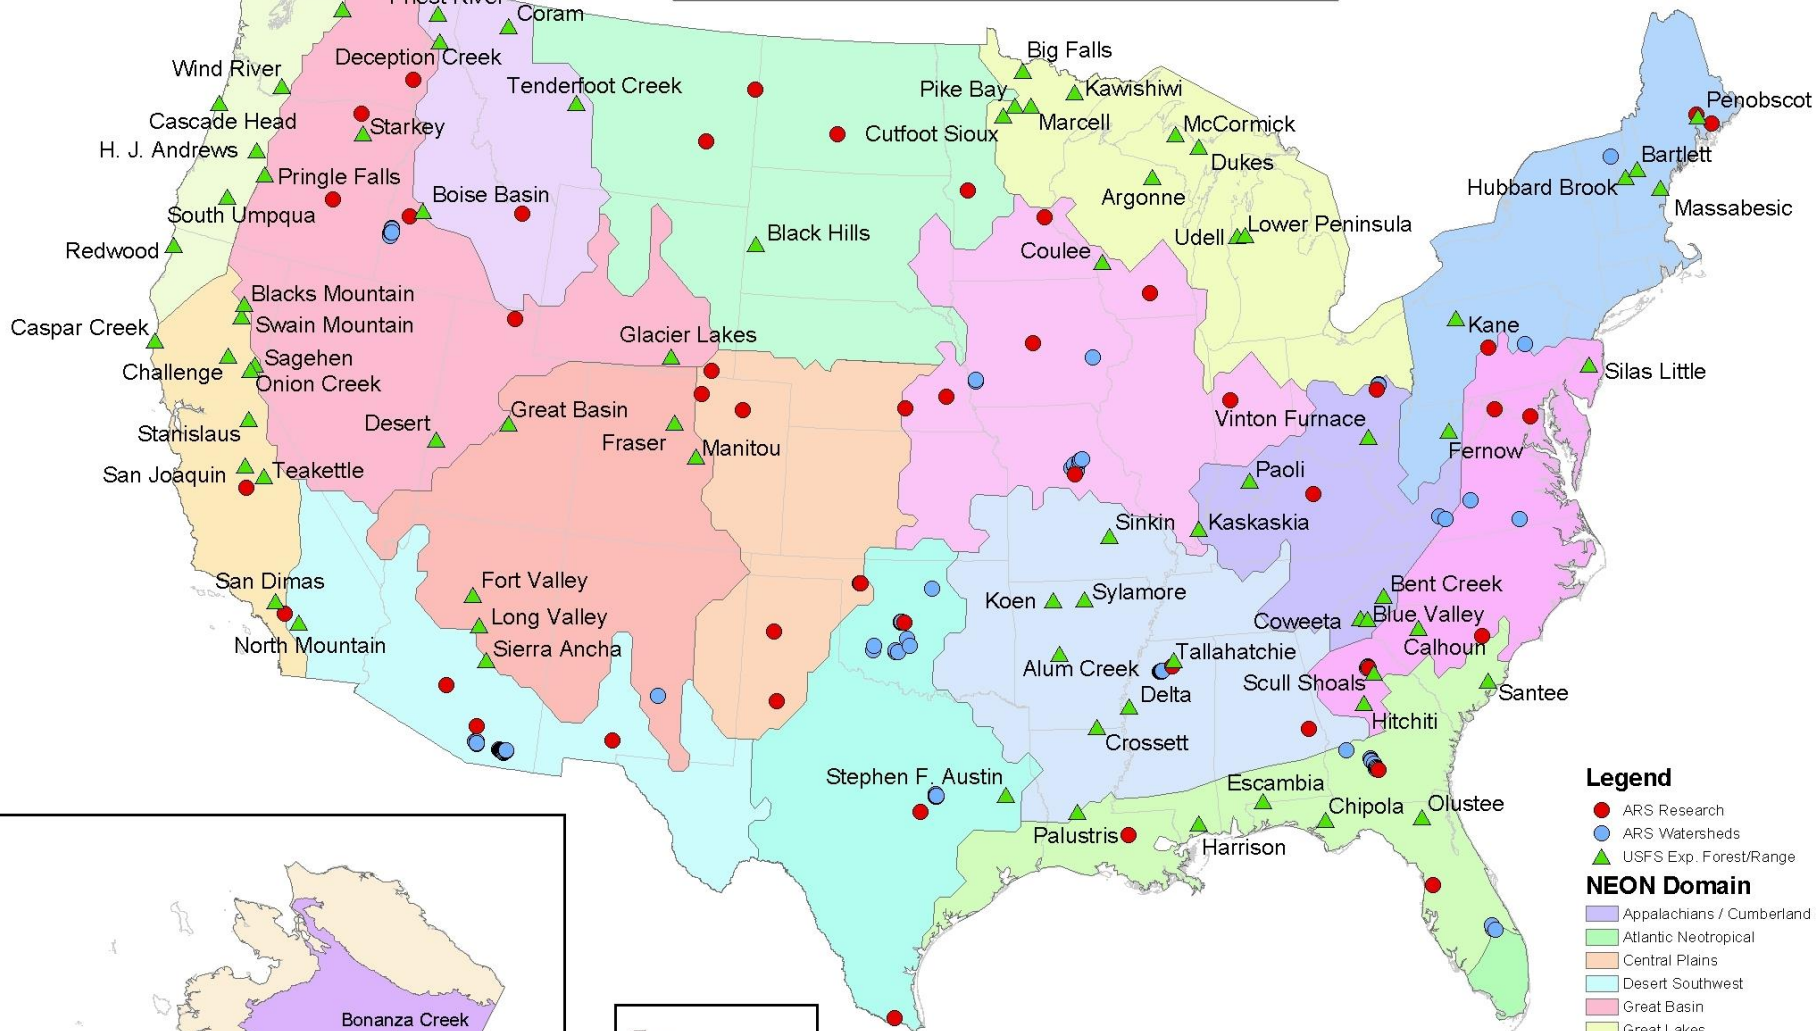 Priest River
Coram
Deception Creek
Big Falls
Wind River
Tenderfoot Creek
Pike Bay
Kawishiwi
Penobscot
Cascade Head
Starkey
Cutfoot Sioux
Marcell
McCormick
H. J. Andrews
Dukes
Bartlett
Pringle Falls
Boise Basin
Argonne
Hubbard Brook
South Umpqua
Massabesic
Redwood
Black Hills
Coulee
Udell
Lower Peninsula
Blacks Mountain
Caspar Creek
Swain Mountain
Glacier Lakes
Kane
Challenge
Sagehen
Onion Creek
Silas Little
Stanislaus
Desert
Great Basin
Fraser
Manitou
Vinton Furnace
Fernow
San Joaquin
Teakettle
Paoli
Sinkin
Kaskaskia
San Dimas
Fort Valley
Koen
Sylamore
Bent Creek
North Mountain
Long Valley
Coweeta
Blue Valley
Sierra Ancha
Alum Creek
Tallahatchie
Calhoun
Delta
Scull Shoals
Santee
Crossett
Hitchiti
Stephen F. Austin
Escambia
Chipola
Olustee
Palustris
Harrison
Legend
ARS Research
ARS Watersheds
USFS Exp. Forest/Range
NEON Domain
Appalachians / Cumberland
Atlantic Neotropical
Central Plains
Desert Southwest
Great Basin
Great Lakes
Bonanza Creek